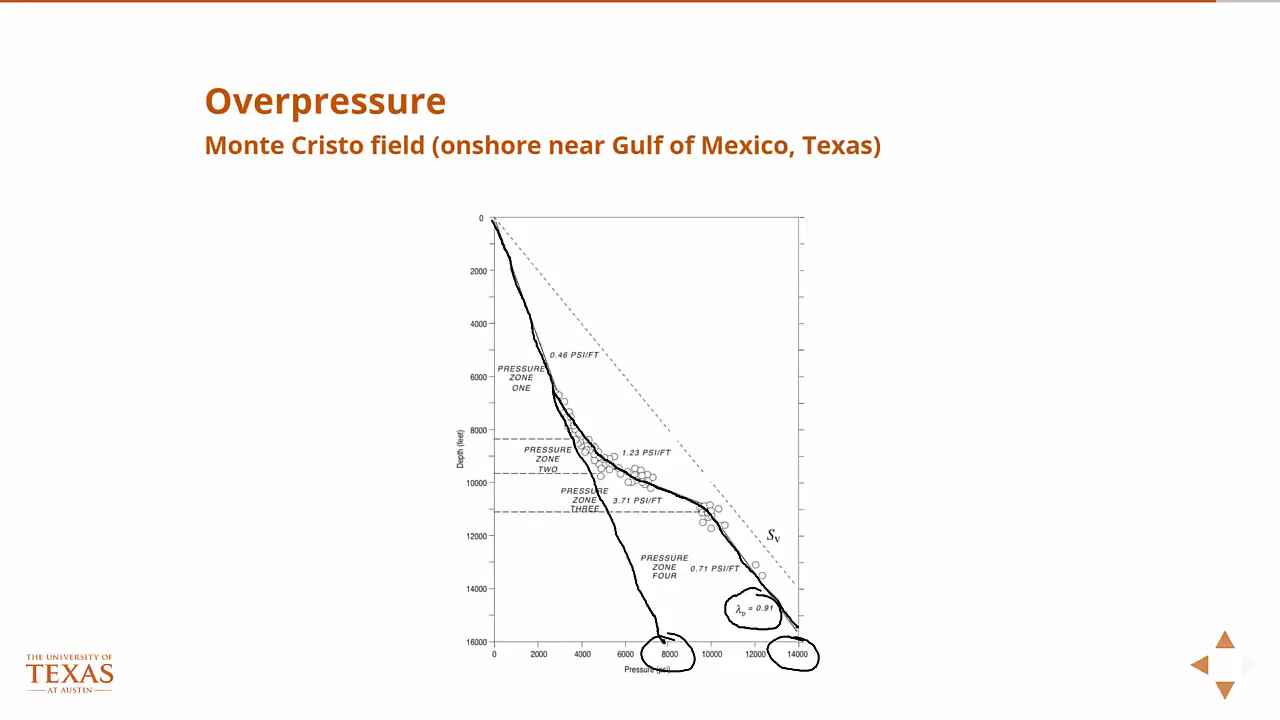 Overpressure
Monte Cristo field (onshore near Gulf of Mexico, Texas)
0
2000
4000
6000
8000
10000
12000
14000
16000
Depth (feet)
0.46 PSI/FT
PRESSURE
ZONE
ONE
1.23 PSI/FT
PRESSURE
ZONE
TWO
PRESSURE
ZONE
THREE
3.71 PSI/FT
Sv
PRESSURE
ZONE
FOUR
0.71 PSI/FT
λp = 0.91
0 2000 4000 6000 8000 10000 12000 14000
Pressure (psi)
THE UNIVERSITY OF
TEXAS
AT AUSTIN